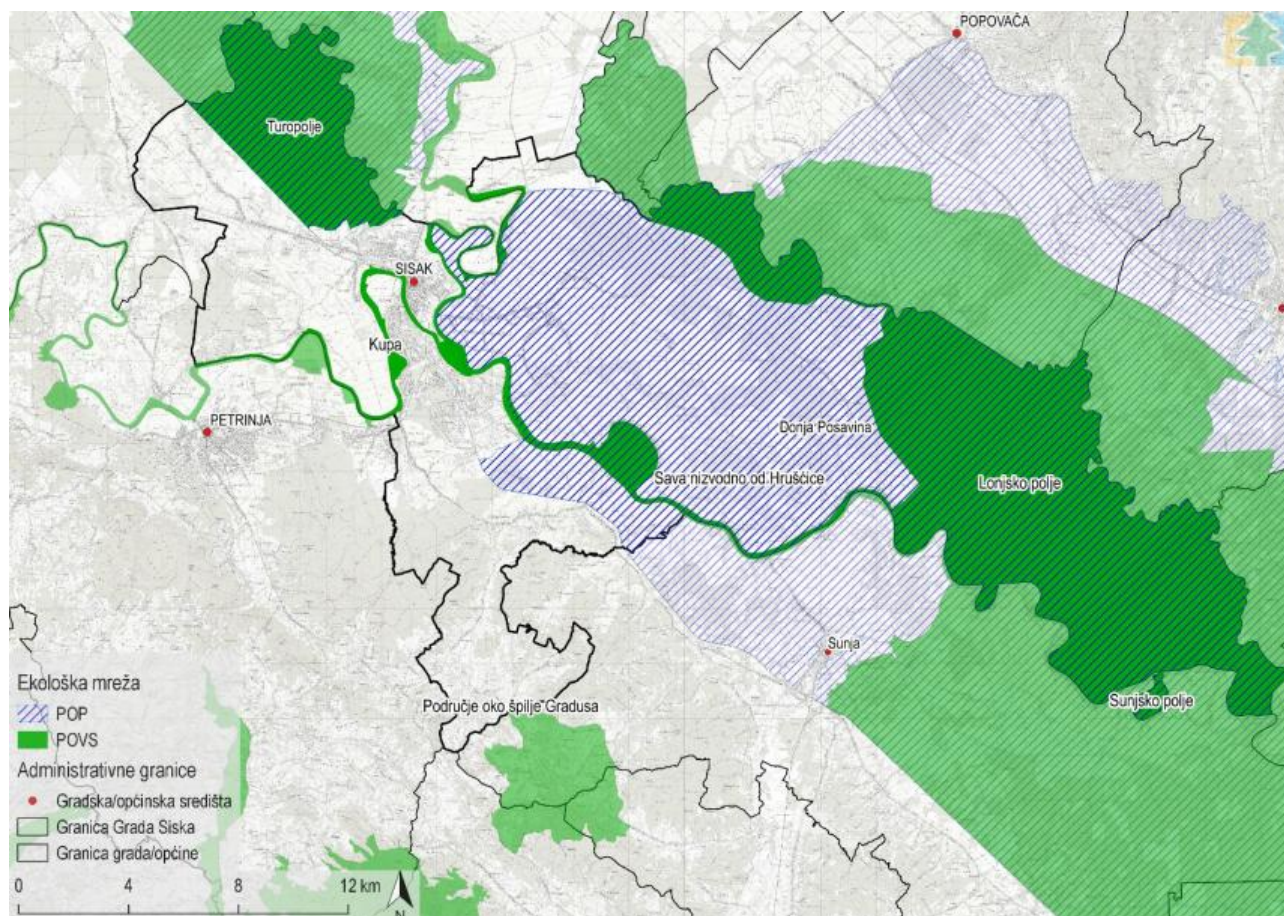 POPOVAČA
Turopolje
SISAK
Kupa
PETRINJA
Donja Posavina
Sava nizvodno od Hrušćice
Lonjsko polje
Sunja
Sunjsko polje
Područje oko špilje Gradusa
Ekološka mreža
POP
POVS
Administrativne granice
Gradska/općinska središta
Granica Grada Siska
Granica grada/općine
0 4 8 12 km
N